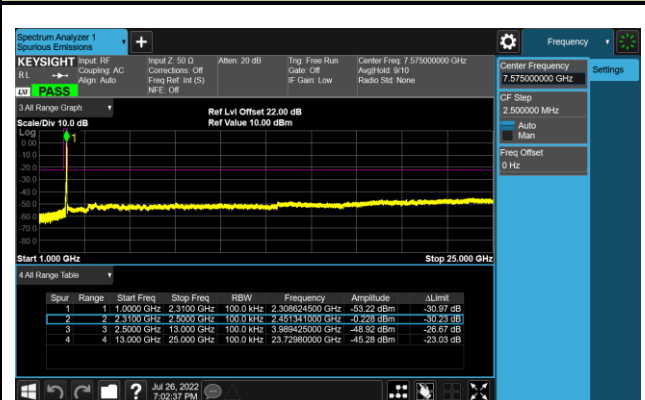 Spectrum Analyzer 1
Spurious Emissions
Frequency
KEYSIGHT Input: RF Input Z: 50 Ω Atten: 20 dB Trig: Free Run Center Freq: 7.575000000 GHz
RL Coupling: AC Corrections: Off Gate: Off Avg|Hold: 9/10
Align: Auto Freq Ref: Int (S) IF Gain: Low Radio Std: None
NFE: Off
LXI PASS
Center Frequency
7.575000000 GHz
Settings
CF Step
2.500000 MHz
Auto
Man
Freq Offset
0 Hz
3 All Range Graph
Ref Lvl Offset 22.00 dB
Scale/Div 10.0 dB Ref Value 10.00 dBm
Log
1
0.00
-10.0
-20.0
-30.0
-40.0
-50.0
-60.0
-70.0
-80.0
Start 1.000 GHz Stop 25.000 GHz
4 All Range Table
Spur Range Start Freq Stop Freq RBW Frequency Amplitude ΔLimit
1 1 1.0000 GHz 2.3100 GHz 100.0 kHz 2.308624500 GHz -53.22 dBm -30.97 dB
2 2 2.3100 GHz 2.5000 GHz 100.0 kHz 2.451341000 GHz -0.228 dBm -30.23 dB
3 3 2.5000 GHz 13.000 GHz 100.0 kHz 3.989425000 GHz -48.92 dBm -26.67 dB
4 4 13.000 GHz 25.000 GHz 100.0 kHz 23.72980000 GHz -45.28 dBm -23.03 dB
Jul 26, 2022
7:02:37 PM